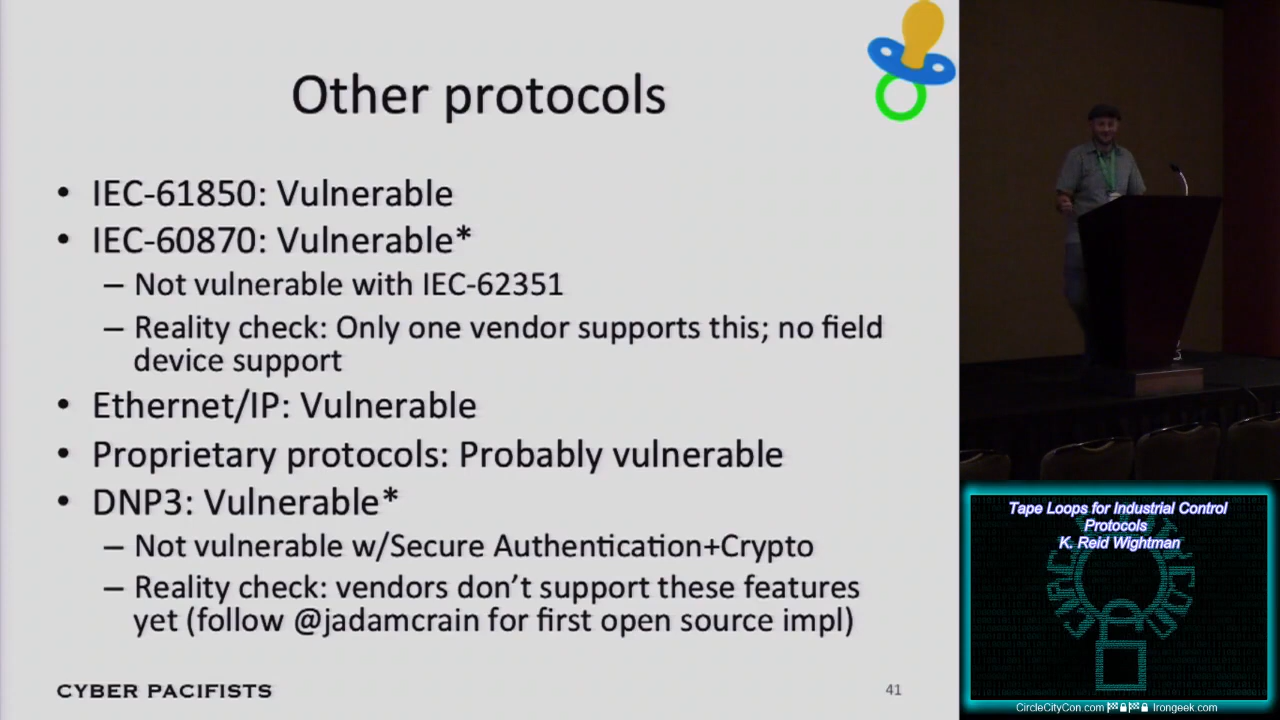 Other protocols
• IEC-61850: Vulnerable
• IEC-60870: Vulnerable*
– Not vulnerable with IEC-62351
– Reality check: Only one vendor supports this; no field
device support
• Ethernet/IP: Vulnerable
• Proprietary protocols: Probably vulnerable
• DNP3: Vulnerable*
– Not vulnerable w/Secure Authentication+Crypto
– Reality check: vendors don’t support these features
yet (follow @jadamcrain for first open source impl)
CYBER PACIFISTS
41
Tape Loops for Industrial Control
Protocols
K. Reid Wightman
CircleCityCon.com Irongeek.com